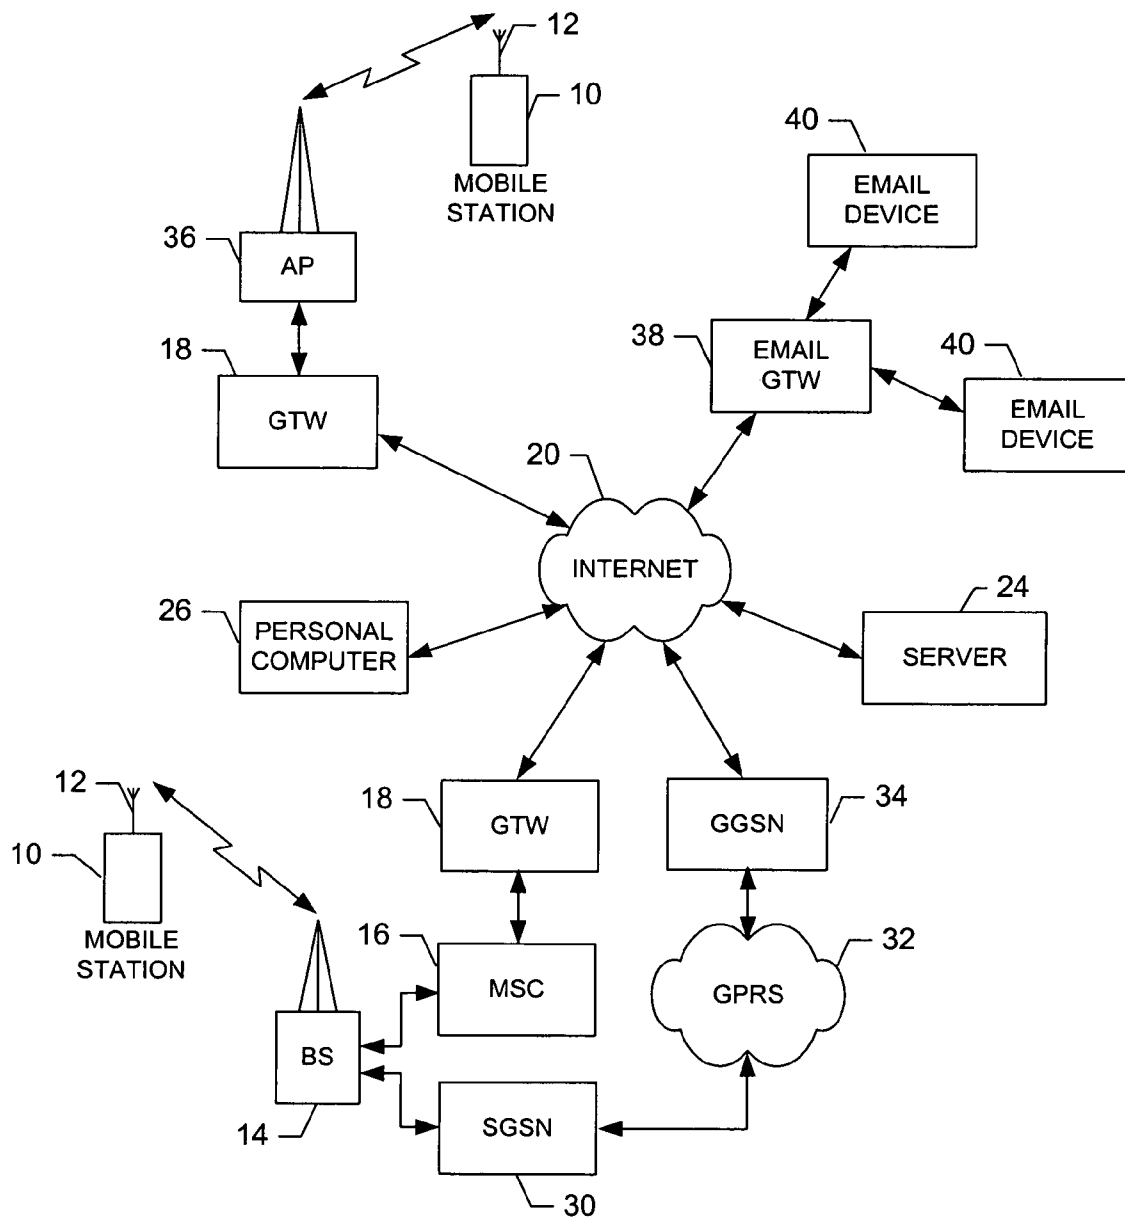 12
10
MOBILE
STATION
40
EMAIL
DEVICE
36
AP
18
GTW
38
EMAIL
GTW
40
EMAIL
DEVICE
20
INTERNET
26
PERSONAL
COMPUTER
24
SERVER
12
10
MOBILE
STATION
18
GTW
34
GGSN
16
MSC
32
GPRS
BS
14
SGSN
30